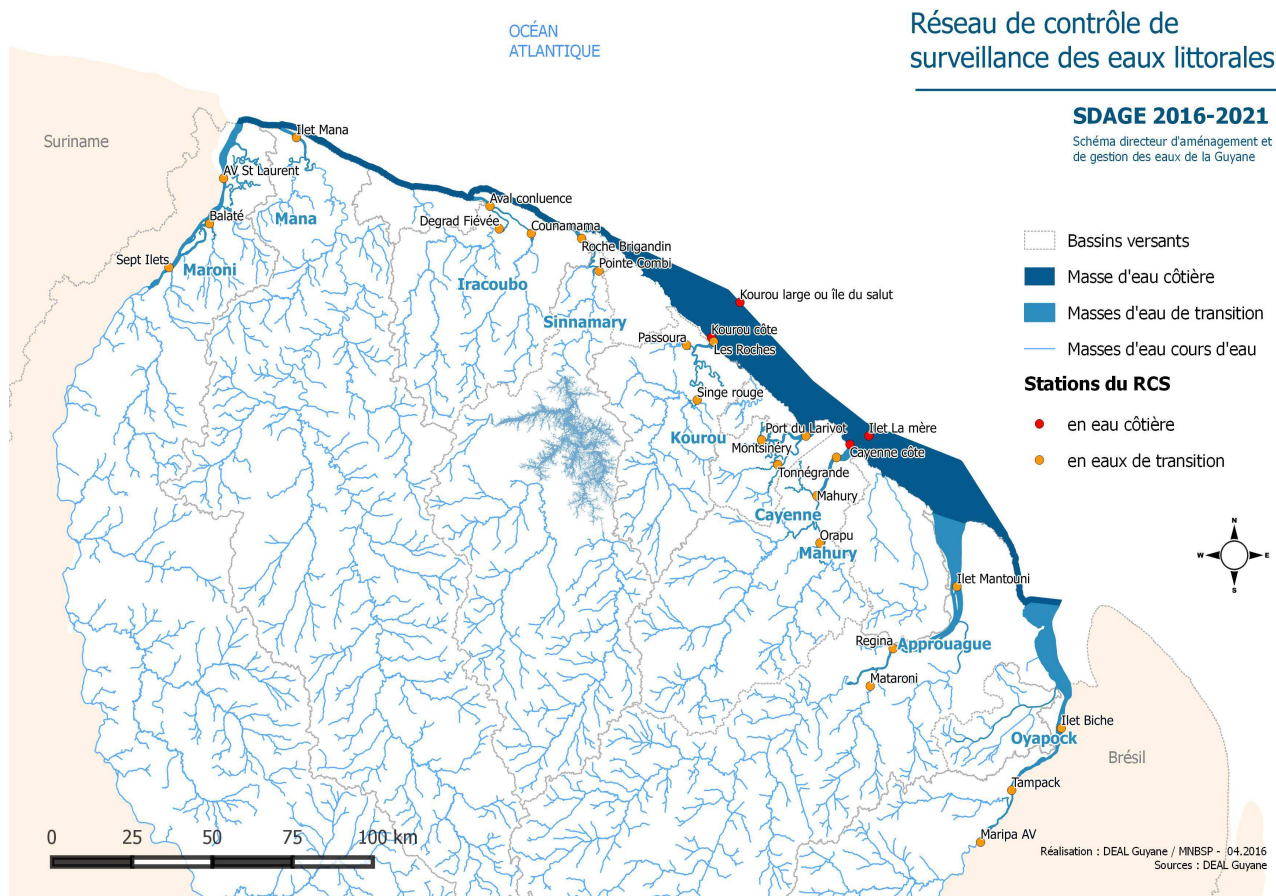 OCÉAN
ATLANTIQUE
Réseau de contrôle de
surveillance des eaux littorales
SDAGE 2016-2021
Schéma directeur d'aménagement et
de gestion des eaux de la Guyane
Bassins versants
Masse d'eau côtière
Masses d'eau de transition
Masses d'eau cours d'eau
Stations du RCS
en eau côtière
en eaux de transition
Suriname
Ilet Mana
AV St Laurent
Balaté
Mana
Sept Ilets
Maroni
Aval conluence
Degrad Fiévée
Counamama
Roche Brigandin
Pointe Combi
Iracoubo
Sinnamary
Kourou large ou île du salut
Kourou côte
Passoura
Les Roches
Singe rouge
Kourou
Port du Larivot
Ilet La mère
Montsinéry
Cayenne côte
Tonnégrande
Mahury
Cayenne
Orapu
Mahury
Ilet Mantouni
Regina
Approuague
Mataroni
Ilet Biche
Oyapock
Brésil
Tampack
Maripa AV
N
W
E
S
0 25 50 75 100 km
Réalisation : DEAL Guyane / MNBSP - 04.2016
Sources : DEAL Guyane